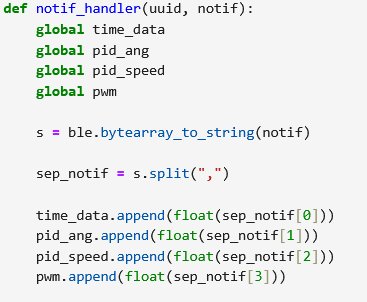 def notif_handler(uuid, notif):
    global time_data
    global pid_ang
    global pid_speed
    global pwm
    s = ble.bytearray_to_string(notif)
    sep_notif = s.split(",")
    time_data.append(float(sep_notif[0]))
    pid_ang.append(float(sep_notif[1]))
    pid_speed.append(float(sep_notif[2]))
    pwm.append(float(sep_notif[3]))